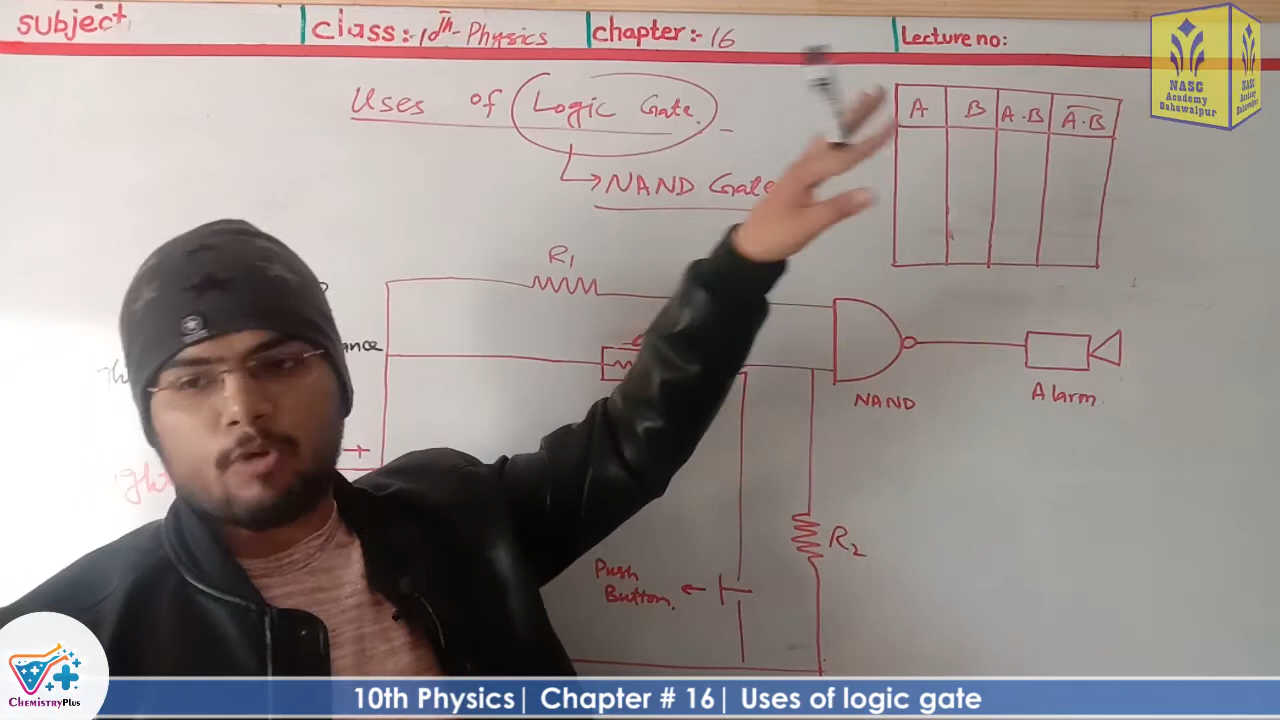 subject
class:- 10th- Physics
chapter:- 16
Lecture no:
NASG
Academy
Bahawalpur
Uses of Logic Gate.
NAND Gate
A B A.B A̅.̅B̅
R1
NAND
Alarm.
R2
Push
Button.
ChemistryPlus
10th Physics| Chapter # 16| Uses of logic gate